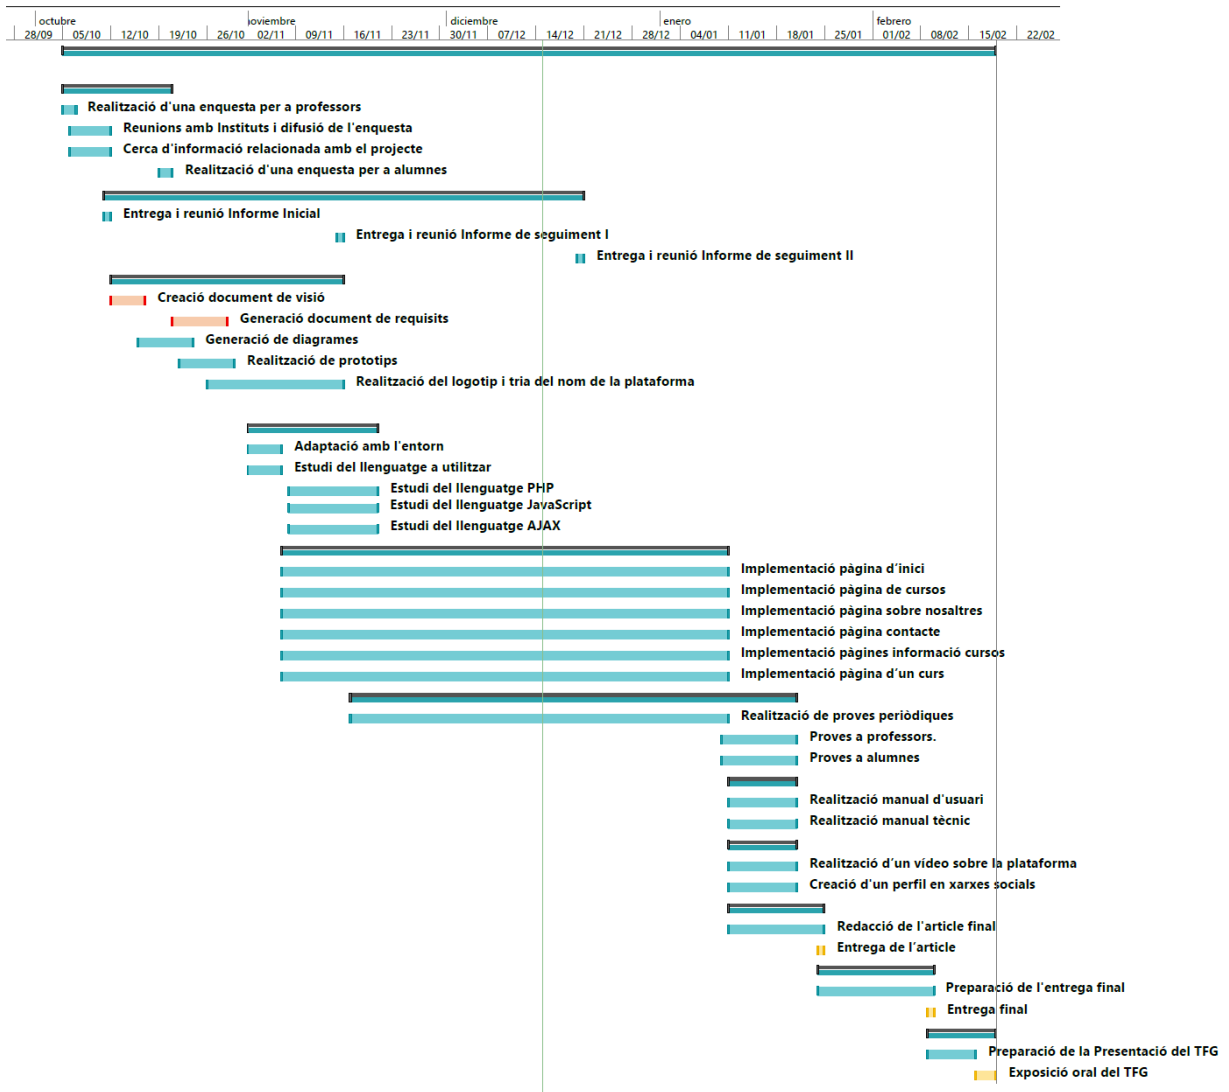 octubre noviembre diciembre enero febrero
28/09 05/10 12/10 19/10 26/10 02/11 09/11 16/11 23/11 30/11 07/12 14/12 21/12 28/12 04/01 11/01 18/01 25/01 01/02 08/02 15/02 22/02
Realització d'una enquesta per a professors
Reunions amb Instituts i difusió de l'enquesta
Cerca d'informació relacionada amb el projecte
Realització d'una enquesta per a alumnes
Entrega i reunió Informe Inicial
Entrega i reunió Informe de seguiment I
Entrega i reunió Informe de seguiment II
Creació document de visió
Generació document de requisits
Generació de diagrames
Realització de prototips
Realització del logotip i tria del nom de la plataforma
Adaptació amb l'entorn
Estudi del llenguatge a utilitzar
Estudi del llenguatge PHP
Estudi del llenguatge JavaScript
Estudi del llenguatge AJAX
Implementació pàgina d'inici
Implementació pàgina de cursos
Implementació pàgina sobre nosaltres
Implementació pàgina contacte
Implementació pàgines informació cursos
Implementació pàgina d'un curs
Realització de proves periòdiques
Proves a professors.
Proves a alumnes
Realització manual d'usuari
Realització manual tècnic
Realització d'un vídeo sobre la plataforma
Creació d'un perfil en xarxes socials
Redacció de l'article final
Entrega de l'article
Preparació de l'entrega final
Entrega final
Preparació de la Presentació del TFG
Exposició oral del TFG